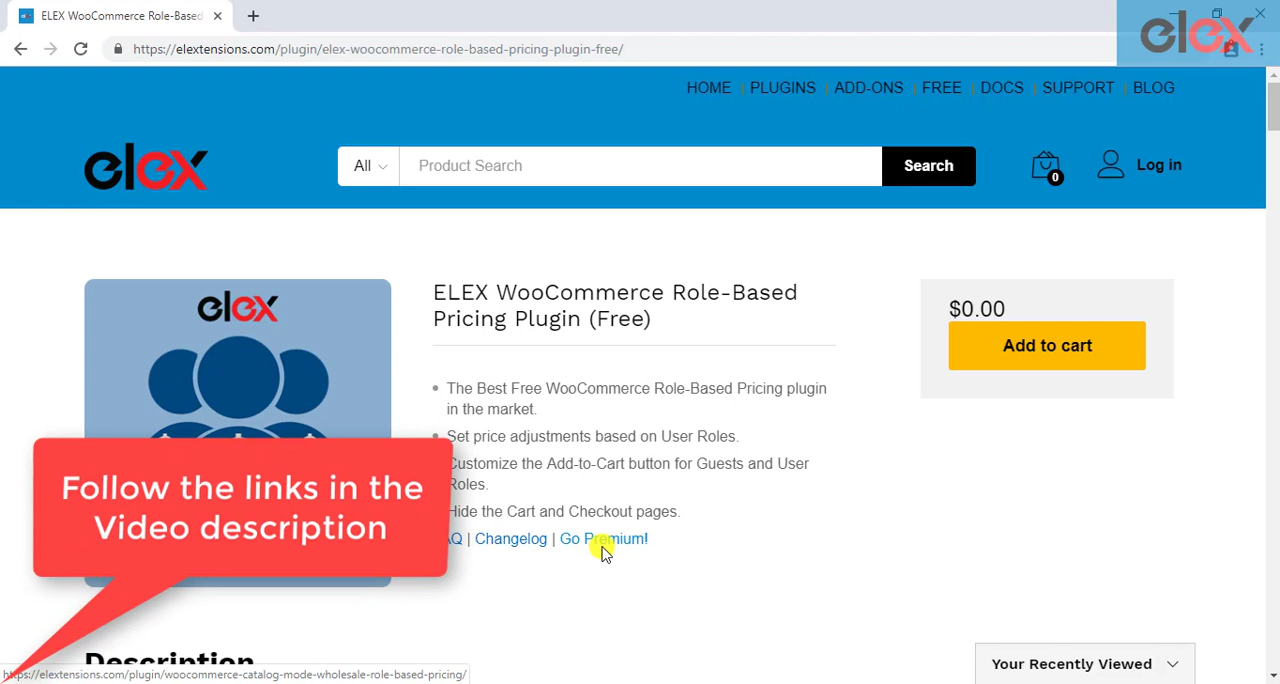 ELEX WooCommerce Role-Based
elex
https://elextensions.com/plugin/elex-woocommerce-role-based-pricing-plugin-free/
HOME | PLUGINS | ADD-ONS | FREE | DOCS | SUPPORT | BLOG
elex
All
Product Search
Search
0
Log in
elex
ELEX WooCommerce Role-Based
Pricing Plugin (Free)
$0.00
Add to cart
• The Best Free WooCommerce Role-Based Pricing plugin
in the market.
• Set price adjustments based on User Roles.
Customize the Add-to-Cart button for Guests and User
Roles.
Hide the Cart and Checkout pages.
AQ | Changelog | Go Premium!
Follow the links in the
Video description
Description
Your Recently Viewed
https://elextensions.com/plugin/woocommerce-catalog-mode-wholesale-role-based-pricing/